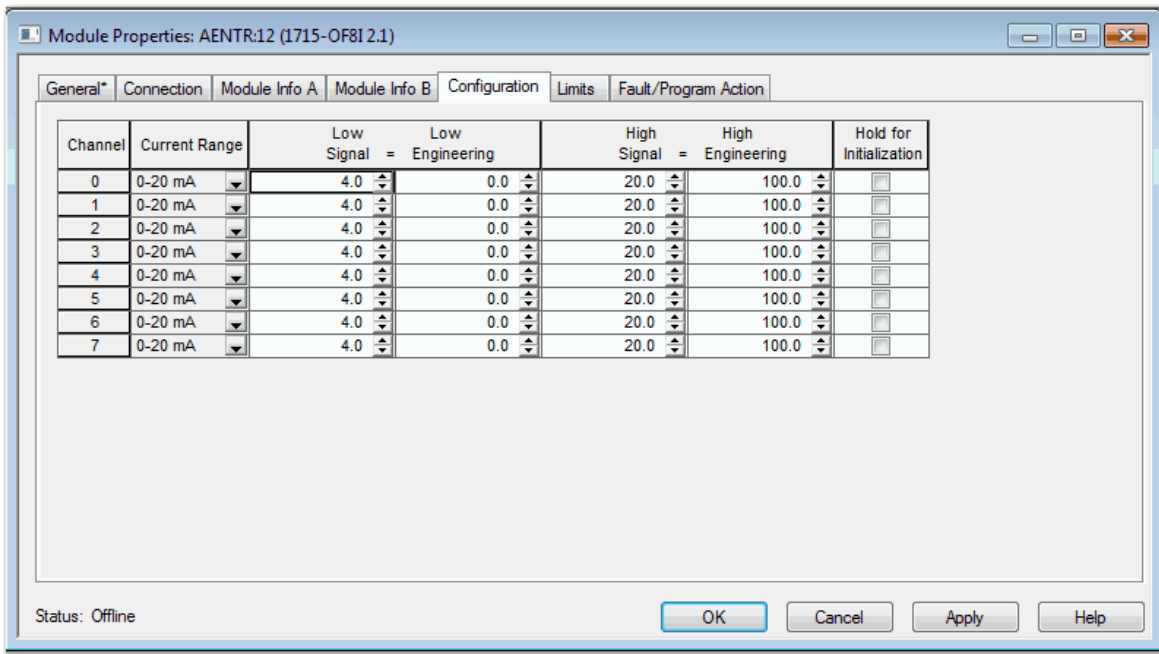 Module Properties: AENTR:12 (1715-OF8I 2.1)
General* Connection Module Info A Module Info B Configuration Limits Fault/Program Action
Channel Current Range Low Signal = Low Engineering High Signal = High Engineering Hold for Initialization
0 0-20 mA 4.0 0.0 20.0 100.0
1 0-20 mA 4.0 0.0 20.0 100.0
2 0-20 mA 4.0 0.0 20.0 100.0
3 0-20 mA 4.0 0.0 20.0 100.0
4 0-20 mA 4.0 0.0 20.0 100.0
5 0-20 mA 4.0 0.0 20.0 100.0
6 0-20 mA 4.0 0.0 20.0 100.0
7 0-20 mA 4.0 0.0 20.0 100.0
Status: Offline OK Cancel Apply Help